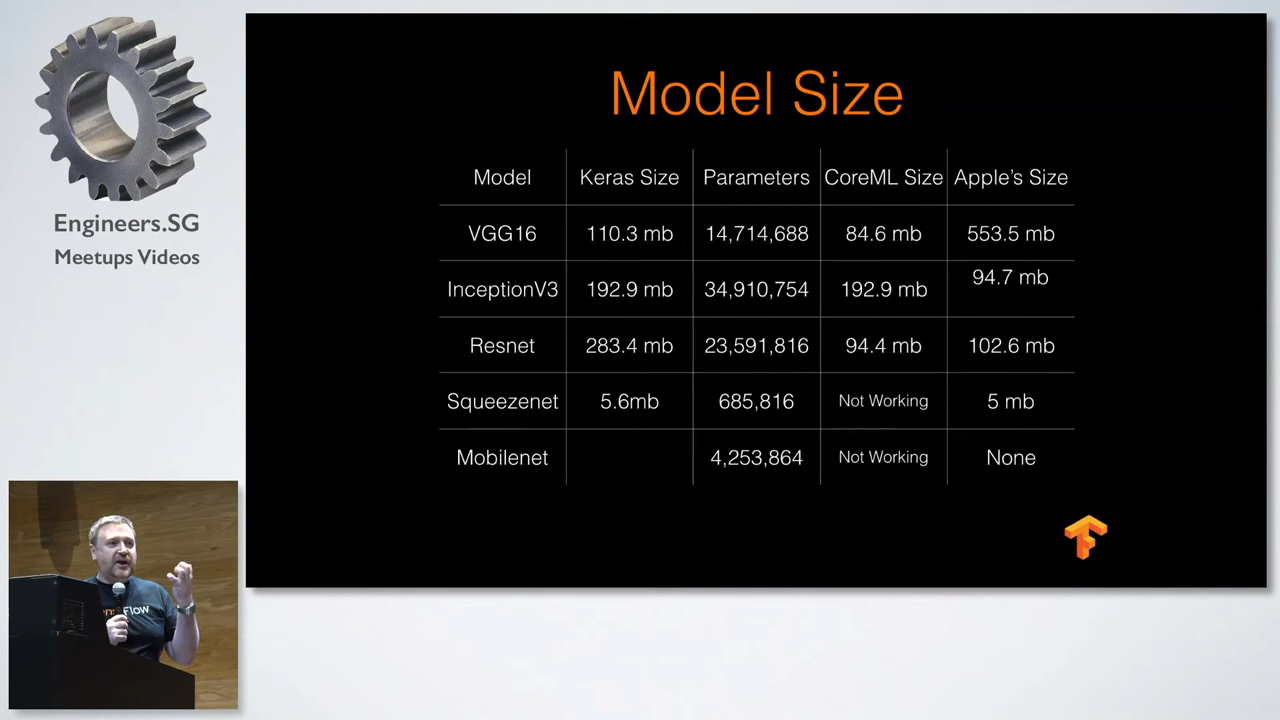 Engineers.SG
Meetups Videos
Model Size
Model Keras Size Parameters CoreML Size Apple's Size
VGG16 110.3 mb 14,714,688 84.6 mb 553.5 mb
InceptionV3 192.9 mb 34,910,754 192.9 mb 94.7 mb
Resnet 283.4 mb 23,591,816 94.4 mb 102.6 mb
Squeezenet 5.6mb 685,816 Not Working 5 mb
Mobilenet 4,253,864 Not Working None
Flow